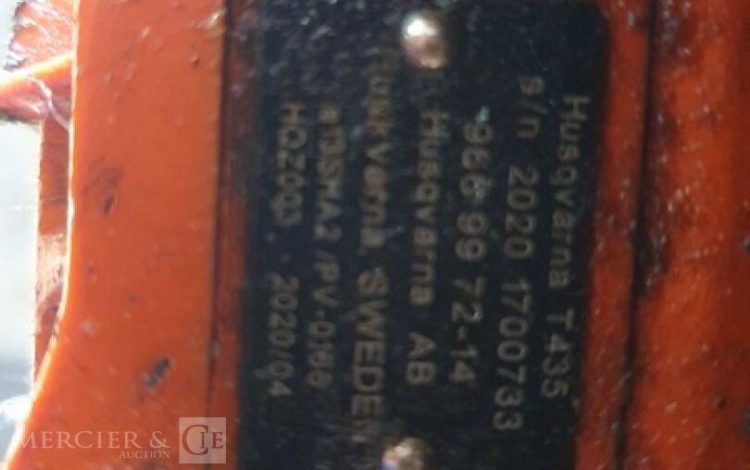 Husqvarna T435
s/n 2020 1700733
966 99 72-14
Husqvarna AB
HuskVarna, SWEDEN
2020/04
MERCIER & CIE
AUCTION